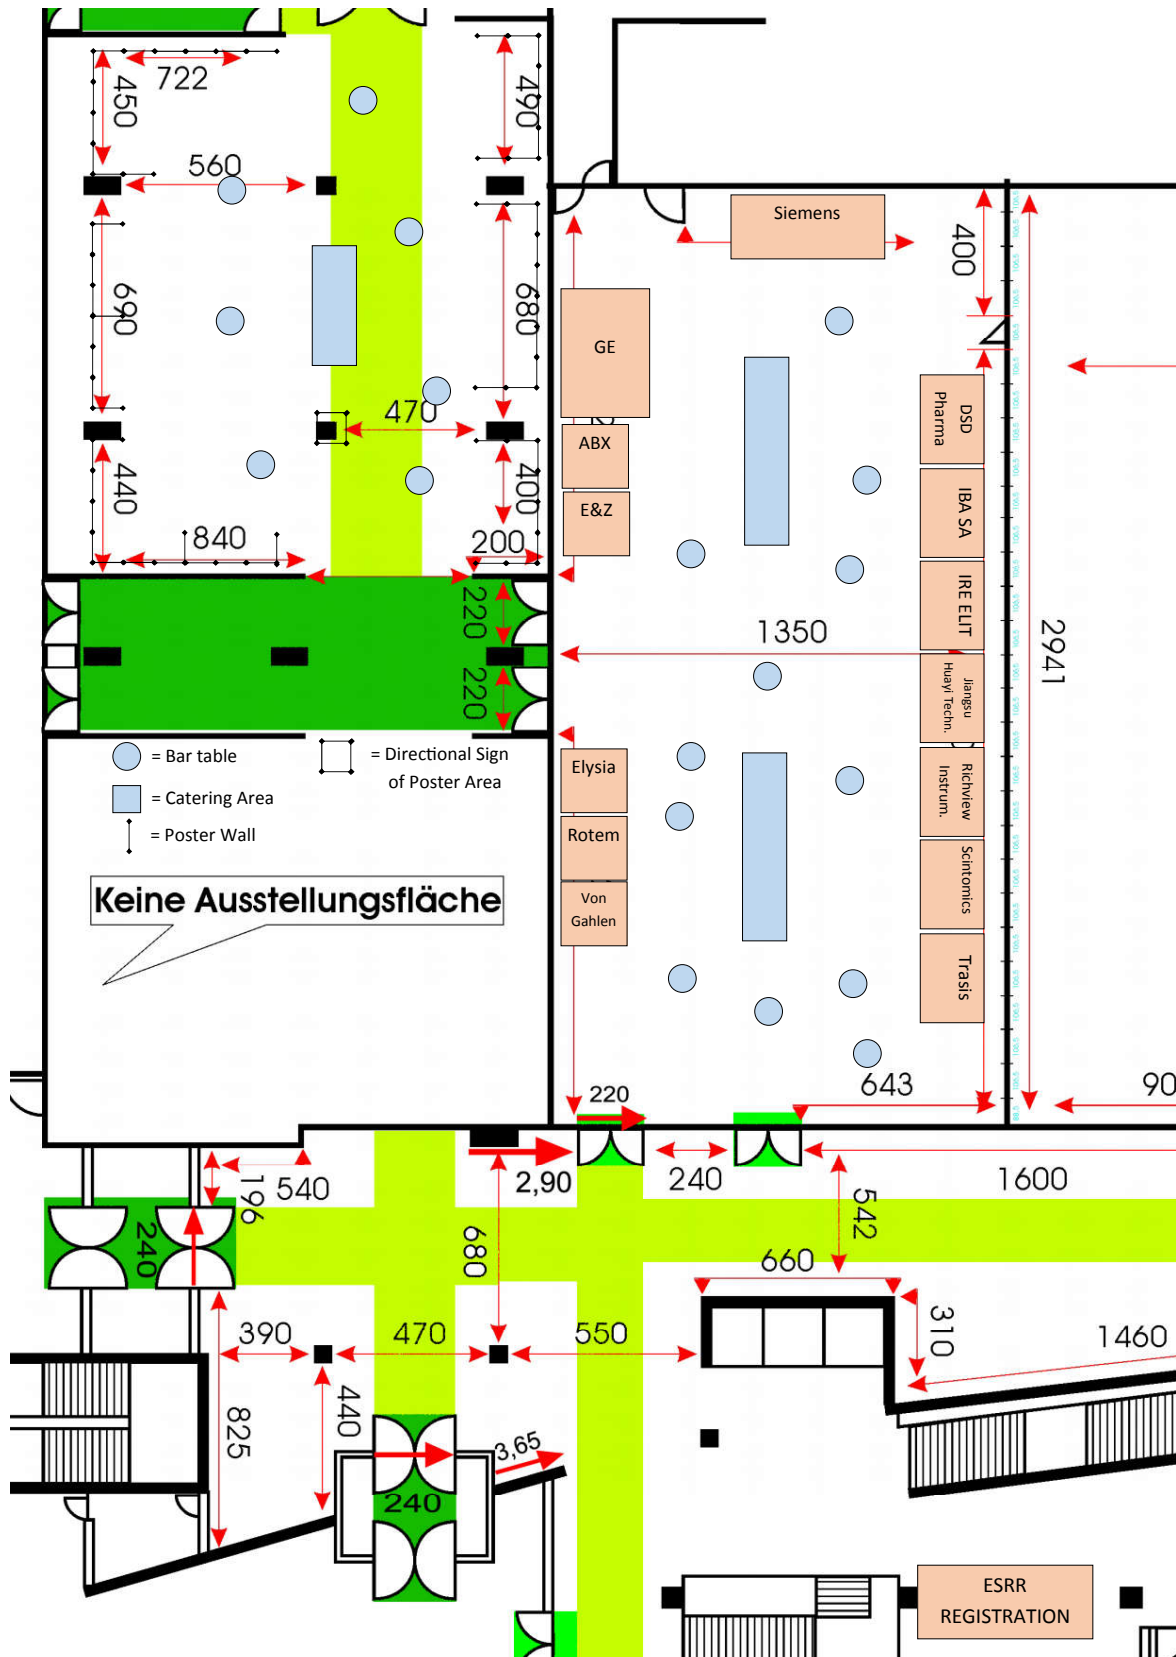 722
450
490
560
Siemens
400
690
680
GE
DSD
Pharma
470
ABX
IBA SA
440
400
E&Z
840
200
IRE ELIT
220
1350
2941
Jiangsu
Huayi Techn.
220
= Bar table
= Directional Sign
of Poster Area
= Catering Area
= Poster Wall
Elysia
Richview
Instrum.
Rotem
Scintomics
Keine Ausstellungsfläche
Von
Gahlen
Trasis
220
643
90
196
540
2,90
240
1600
542
240
680
660
390
470
550
310
1460
825
440
3,65
240
ESRR
REGISTRATION